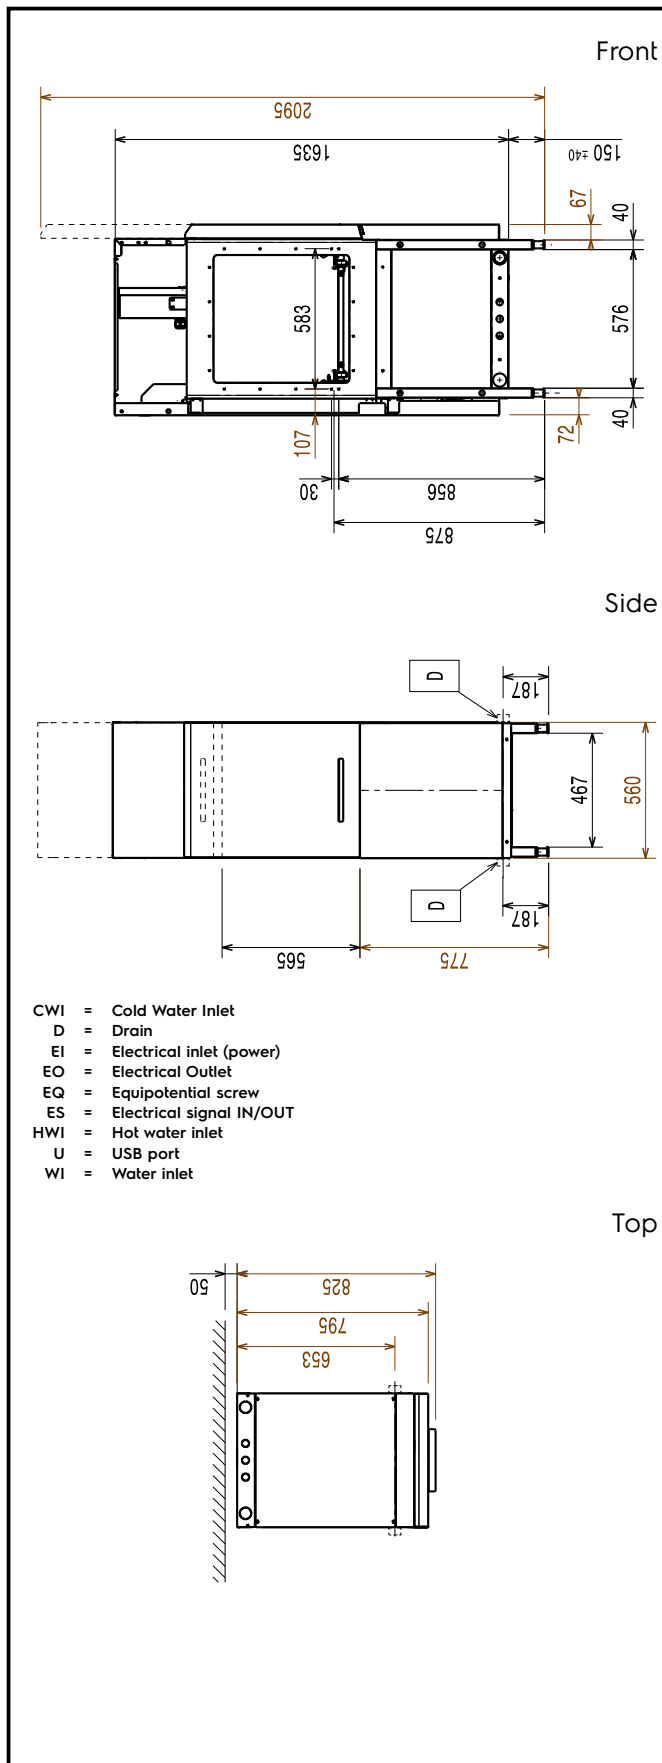 Front
2095
1635
150 ±40
67
40
583
576
107
72
40
30
856
875
Side
D
187
467
560
D
187
565
775
CWI = Cold Water Inlet
D = Drain
EI = Electrical inlet (power)
EO = Electrical Outlet
EQ = Equipotential screw
ES = Electrical signal IN/OUT
HWI = Hot water inlet
U = USB port
WI = Water inlet
Top
50
825
795
653